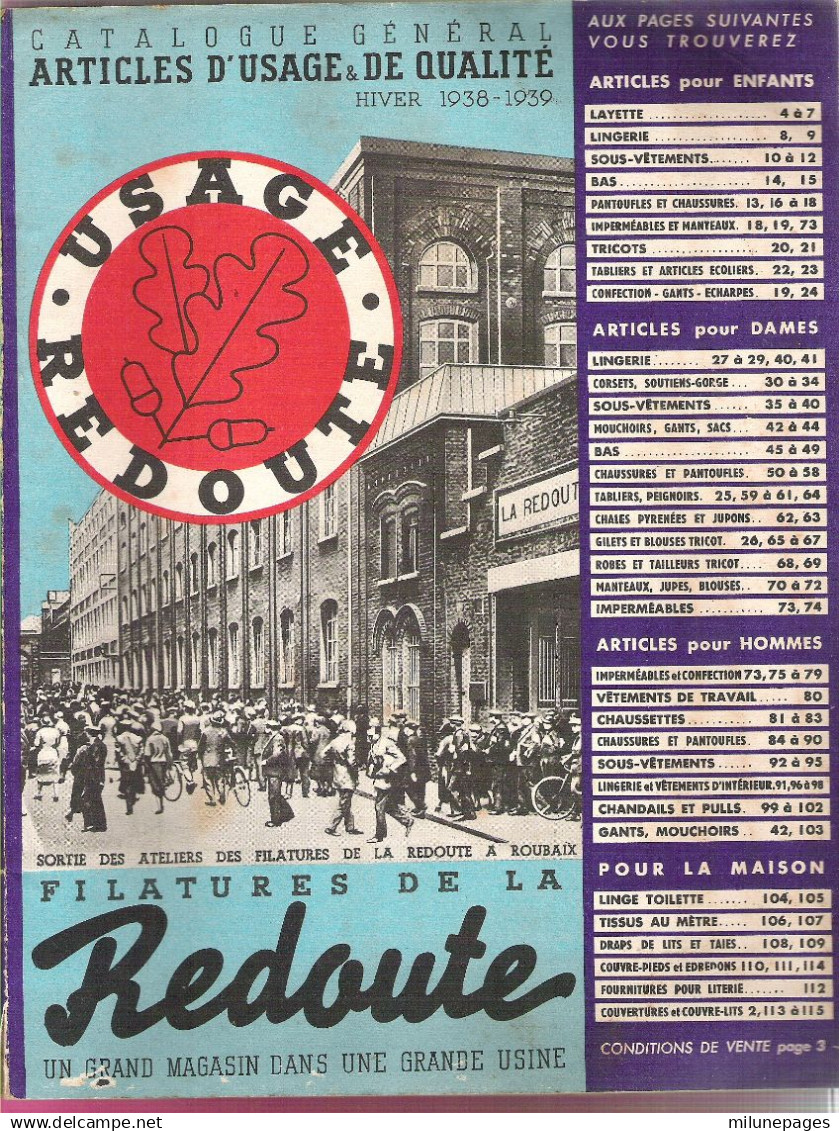 CATALOGUE GÉNÉRAL
ARTICLES D'USAGE & DE QUALITÉ
HIVER 1938-1939
• USAGE •
REDOUTE
LA REDOUTE
SORTIE DES ATELIERS DES FILATURES DE LA REDOUTE A ROUBAIX
FILATURES DE LA
Redoute
UN GRAND MAGASIN DANS UNE GRANDE USINE
AUX PAGES SUIVANTES
VOUS TROUVEREZ
ARTICLES pour ENFANTS
LAYETTE .................... 4 à 7
LINGERIE .................... 8, 9
SOUS-VÊTEMENTS....... 10 à 12
BAS...................... 14, 15
PANTOUFLES ET CHAUSSURES. 13, 16 à 18
IMPERMÉABLES ET MANTEAUX. 18, 19, 73
TRICOTS ................. 20, 21
TABLIERS ET ARTICLES ECOLIERS. 22, 23
CONFECTION - GANTS - ECHARPES. 19, 24
ARTICLES pour DAMES
LINGERIE......... 27 à 29, 40, 41
CORSETS, SOUTIENS-GORGE ... 30 à 34
SOUS-VÊTEMENTS ...... 35 à 40
MOUCHOIRS, GANTS, SACS... 42 à 44
BAS ..................... 45 à 49
CHAUSSURES ET PANTOUFLES. 50 à 58
TABLIERS, PEIGNOIRS. 25, 59 à 61, 64
CHALES PYRENÉES ET JUPONS.. 62, 63
GILETS ET BLOUSES TRICOT. 26, 65 à 67
ROBES ET TAILLEURS TRICOT.... 68, 69
MANTEAUX, JUPES, BLOUSES.. 70 à 72
IMPERMÉABLES ........... 73, 74
ARTICLES pour HOMMES
IMPERMÉABLES et CONFECTION 73, 75 à 79
VÊTEMENTS DE TRAVAIL ..... 80
CHAUSSETTES........... 81 à 83
CHAUSSURES ET PANTOUFLES. 84 à 90
SOUS-VÊTEMENTS ...... 92 à 95
LINGERIE et VÊTEMENTS D'INTÉRIEUR. 91, 96 à 98
CHANDAILS ET PULLS. 99 à 102
GANTS, MOUCHOIRS .. 42, 103
POUR LA MAISON
LINGE TOILETTE ....... 104, 105
TISSUS AU MÈTRE... 106, 107
DRAPS DE LITS ET TAIES.. 108, 109
COUVRE-PIEDS et EDREDONS 110, 111, 114
FOURNITURES POUR LITERIE....... 112
COUVERTURES et COUVRE-LITS 2, 113 à 115
CONDITIONS DE VENTE page 3
milunepages